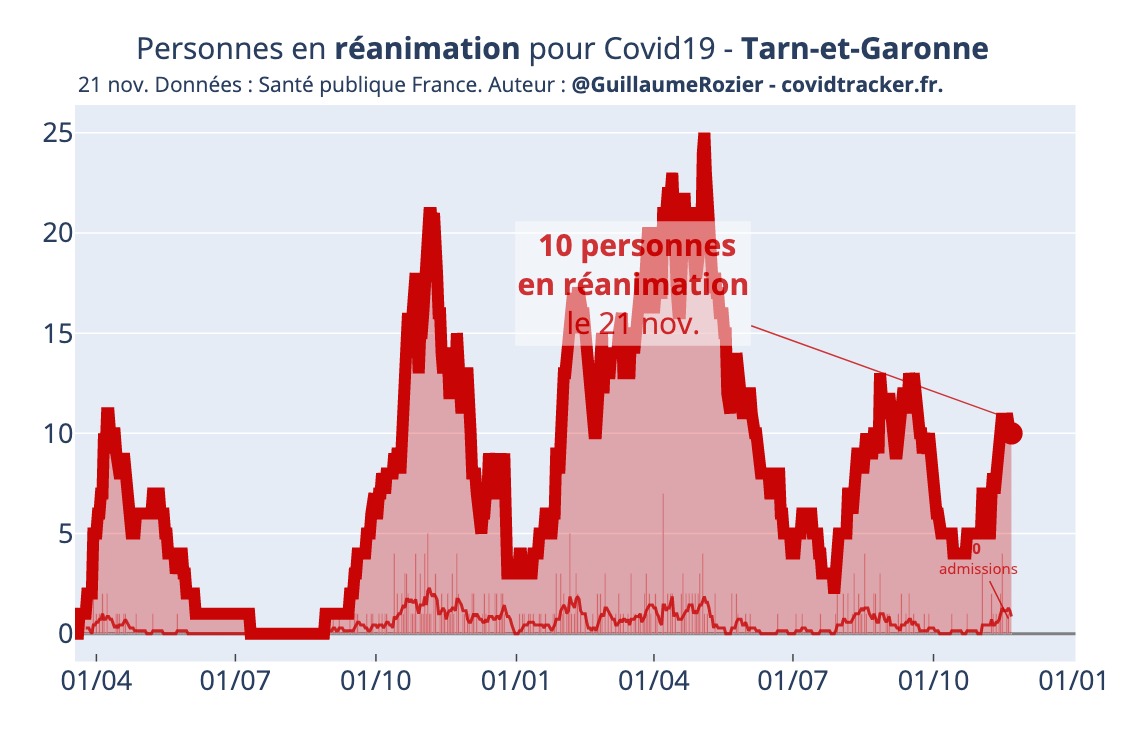 Personnes en réanimation pour Covid19 - Tarn-et-Garonne
21 nov. Données : Santé publique France. Auteur : @GuillaumeRozier - covidtracker.fr.
25
20
15
10
5
0
10 personnes
en réanimation
le 21 nov.
0
admissions
01/04
01/07
01/10
01/01
01/04
01/07
01/10
01/01